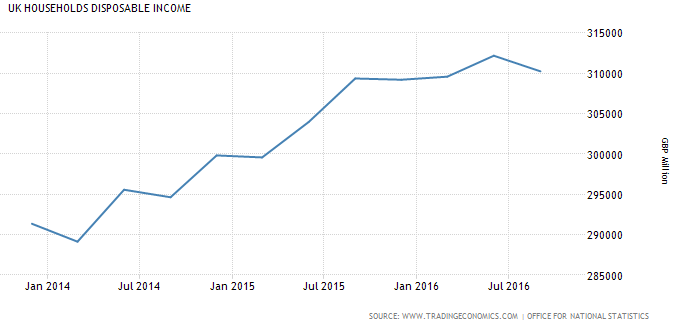 UK HOUSEHOLDS DISPOSABLE INCOME
315000
310000
305000
300000
295000
290000
285000
GBP Million
Jan 2014
Jul 2014
Jan 2015
Jul 2015
Jan 2016
Jul 2016
SOURCE: WWW.TRADINGECONOMICS.COM | OFFICE FOR NATIONAL STATISTICS